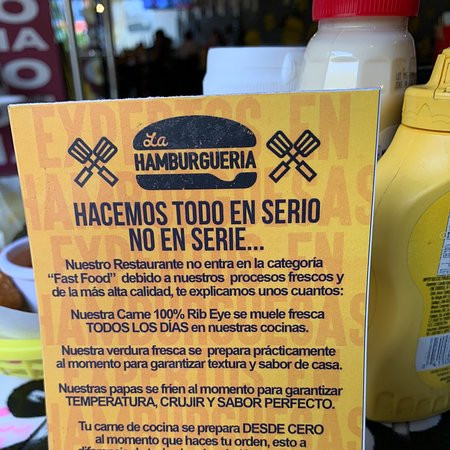 La
HAMBURGUERIA
HACEMOS TODO EN SERIO
NO EN SERIE...
Nuestro Restaurante no entra en la categoria
“Fast Food” debido a nuestros procesos frescos y
de la más alta calidad, te explicamos unos cuantos:
Nuestra Carne 100% Rib Eye se muele fresca
TODOS LOS DÍAS en nuestras cocinas.
Nuestra verdura fresca se prepara prácticamente
al momento para garantizar textura y sabor de casa.
Nuestras papas se fríen al momento para garantizar
TEMPERATURA, CRUJIR Y SABOR PERFECTO.
Tu carne de cocina se prepara DESDE CERO
al momento que haces tu orden, esto a